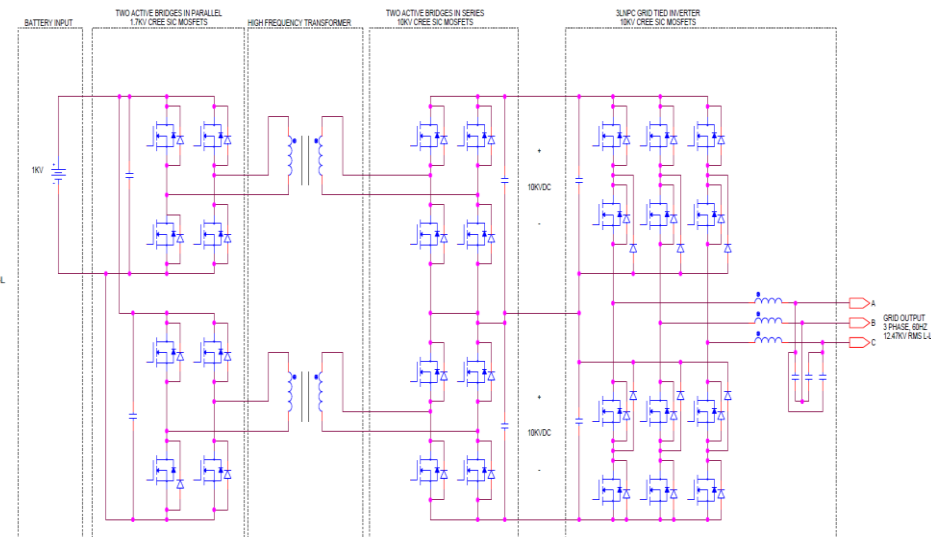 BATTERY INPUT
TWO ACTIVE BRIDGES IN PARALLEL
1.7KV CREE SIC MOSFETS
HIGH FREQUENCY TRANSFORMER
TWO ACTIVE BRIDGES IN SERIES
10KV CREE SIC MOSFETS
3LNPC GRID TIED INVERTER
10KV CREE SIC MOSFETS
1KV
+
-
+
10KVDC
-
L
A
B
C
GRID OUTPUT
3 PHASE, 60HZ
12.47KV RMS L-L
+
10KVDC
-